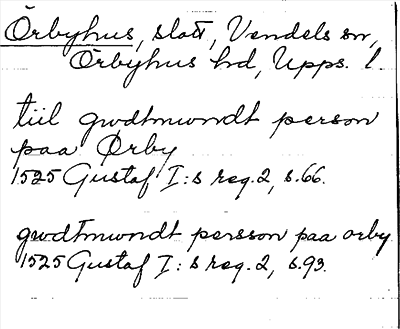 Örbyhus, slott, Vendels sn,
Örbyhus hd, Upps. l.
tiil gwdtmwndt person
paa Ørby
1525 Gustaf I:s reg. 2, s. 66.
gwdtmwndt persson paa orby
1525 Gustaf I:s reg. 2, s. 93.